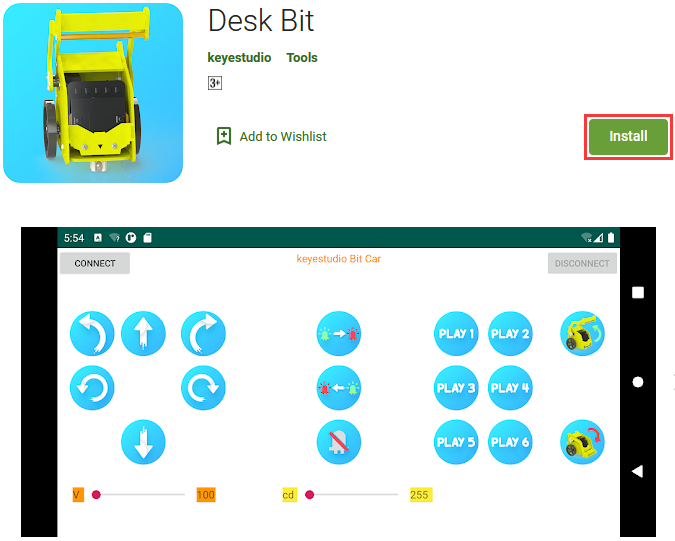 Desk Bit
keyestudio Tools
3+
Add to Wishlist
Install
5:54
CONNECT
keyestudio Bit Car
DISCONNECT
PLAY 1 PLAY 2
PLAY 3 PLAY 4
PLAY 5 PLAY 6
V 100 cd 255